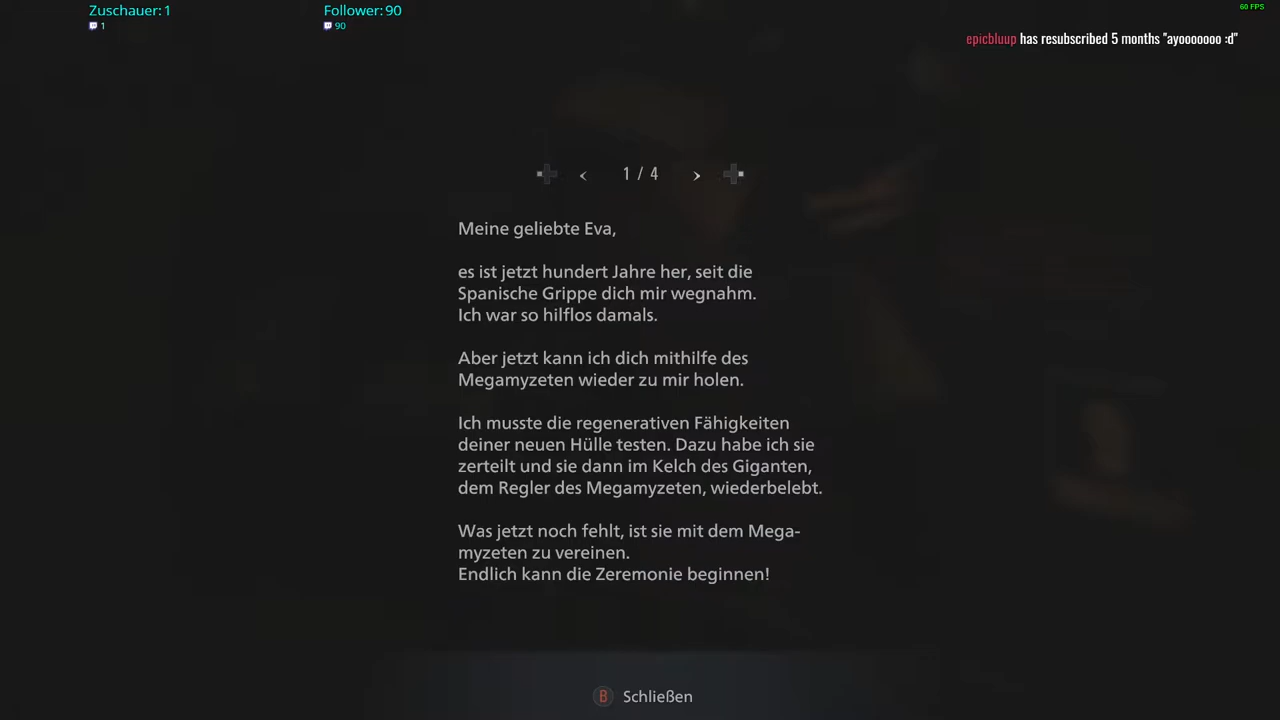 Zuschauer: 1
Follower: 90
60 FPS
1
90
epicbluup has resubscribed 5 months "ayooooooo :d"
< 1 / 4 >
Meine geliebte Eva,
es ist jetzt hundert Jahre her, seit die
Spanische Grippe dich mir wegnahm.
Ich war so hilflos damals.
Aber jetzt kann ich dich mithilfe des
Megamyzeten wieder zu mir holen.
Ich musste die regenerativen Fähigkeiten
deiner neuen Hülle testen. Dazu habe ich sie
zerteilt und sie dann im Kelch des Giganten,
dem Regler des Megamyzeten, wiederbelebt.
Was jetzt noch fehlt, ist sie mit dem Mega-
myzeten zu vereinen.
Endlich kann die Zeremonie beginnen!
B Schließen